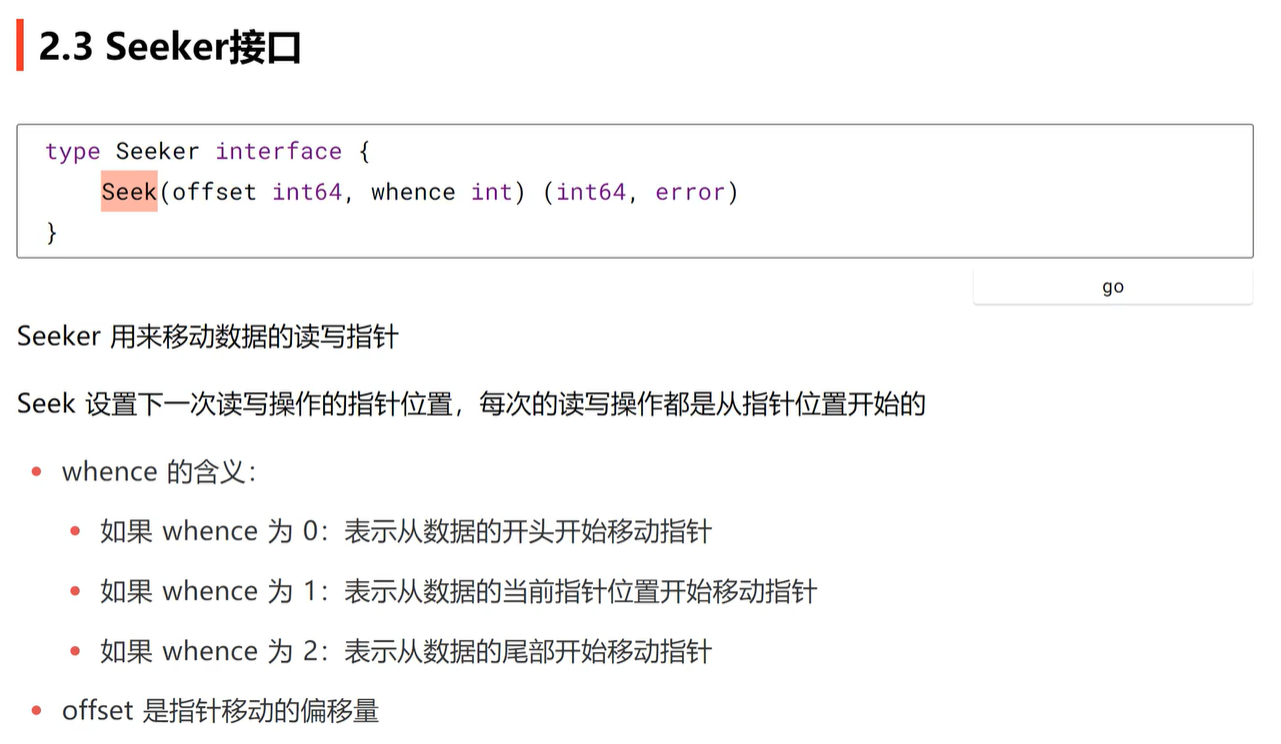 2.3 Seeker接口
type Seeker interface {
    Seek(offset int64, whence int) (int64, error)
}
go
Seeker 用来移动数据的读写指针
Seek 设置下一次读写操作的指针位置，每次的读写操作都是从指针位置开始的
whence 的含义：
如果 whence 为 0：表示从数据的开头开始移动指针
如果 whence 为 1：表示从数据的当前指针位置开始移动指针
如果 whence 为 2：表示从数据的尾部开始移动指针
offset 是指针移动的偏移量